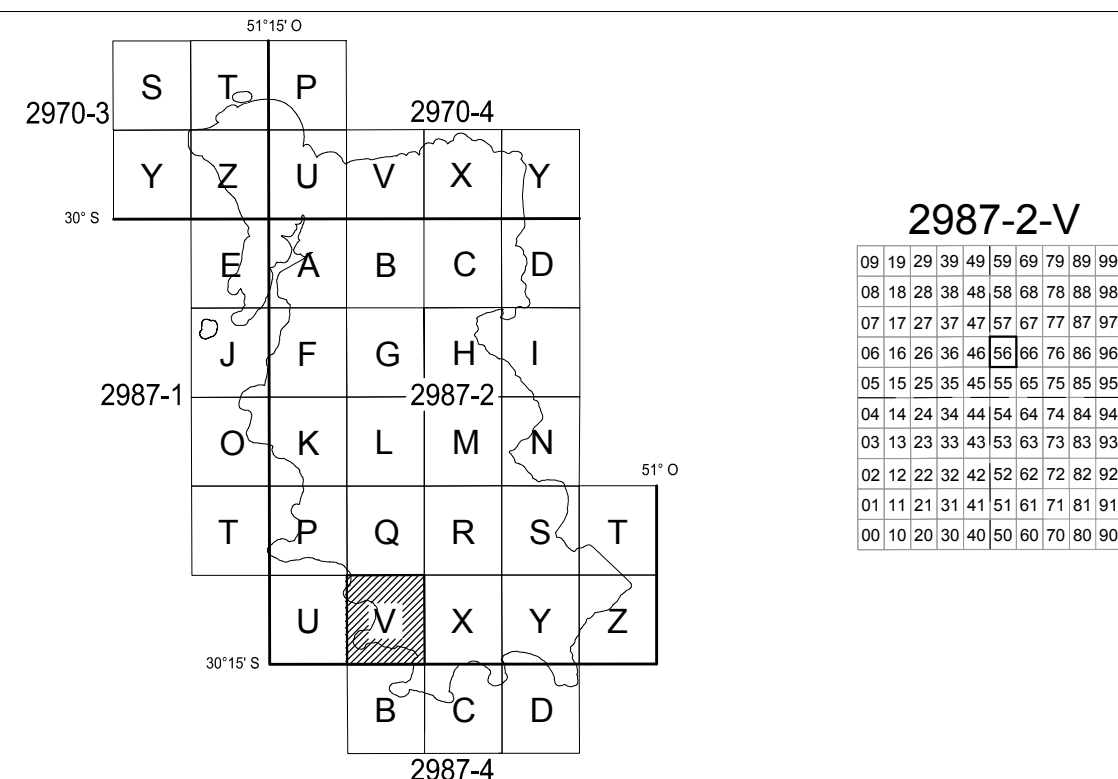 51°15' O
S T P
2970-3 2970-4
Y Z U V X Y
30° S
E A B C D
J F G H I
2987-1 2987-2
O K L M N
51° O
T P Q R S T
U V X Y Z
30°15' S
B C D
2987-4
2987-2-V
09 19 29 39 49 59 69 79 89 99
08 18 28 38 48 58 68 78 88 98
07 17 27 37 47 57 67 77 87 97
06 16 26 36 46 56 66 76 86 96
05 15 25 35 45 55 65 75 85 95
04 14 24 34 44 54 64 74 84 94
03 13 23 33 43 53 63 73 83 93
02 12 22 32 42 52 62 72 82 92
01 11 21 31 41 51 61 71 81 91
00 10 20 30 40 50 60 70 80 90